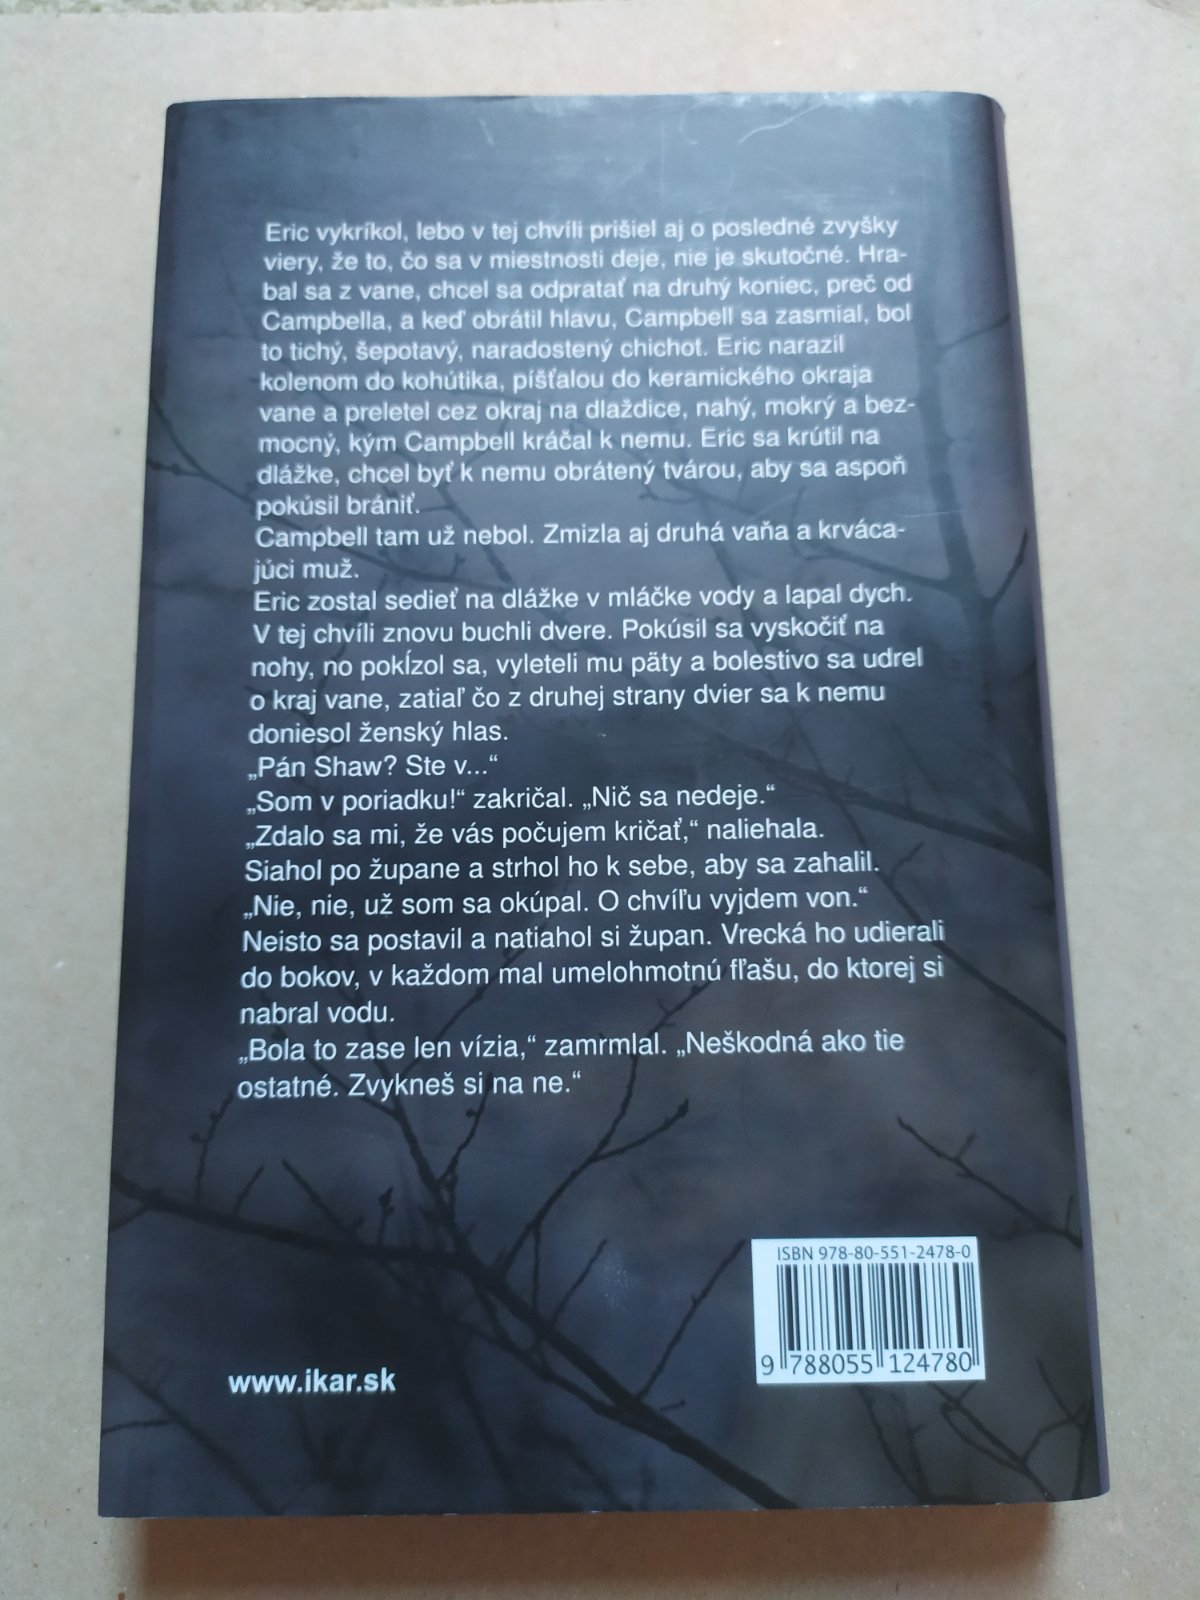 Eric vykríkol, lebo v tej chvíli prišiel aj o posledné zvyšky
viery, že to, čo sa v miestnosti deje, nie je skutočné. Hra-
bal sa z vane, chcel sa odpratať na druhý koniec, preč od
Campbella, a keď obrátil hlavu, Campbell sa zasmial, bol
to tichý, šepotavý, naradostený chichot. Eric narazil
kolenom do kohútika, píšťalou do keramického okraja
vane a preletel cez okraj na dlaždice, nahý, mokrý a bez-
mocný, kým Campbell kráčal k nemu. Eric sa krútil na
dlážke, chcel byť k nemu obrátený tvárou, aby sa aspoň
pokúsil brániť.
Campbell tam už nebol. Zmizla aj druhá vaňa a krváca-
júci muž.
Eric zostal sedieť na dlážke v mláčke vody a lapal dych.
V tej chvíli znovu buchli dvere. Pokúsil sa vyskočiť na
nohy, no pokĺzol sa, vyleteli mu päty a bolestivo sa udrel
o kraj vane, zatiaľ čo z druhej strany dvier sa k nemu
doniesol ženský hlas.
„Pán Shaw? Ste v...“
„Som v poriadku!“ zakričal. „Nič sa nedeje.“
„Zdalo sa mi, že vás počujem kričať,“ naliehala.
Siahol po župane a strhol ho k sebe, aby sa zahalil.
„Nie, nie, už som sa okúpal. O chvíľu vyjdem von.“
Neisto sa postavil a natiahol si župan. Vrecká ho udierali
do bokov, v každom mal umelohmotnú fľašu, do ktorej si
nabral vodu.
„Bola to zase len vízia,“ zamrmlal. „Neškodná ako tie
ostatné. Zvykneš si na ne.“
ISBN 978-80-551-2478-0
9 788055 124780
www.ikar.sk